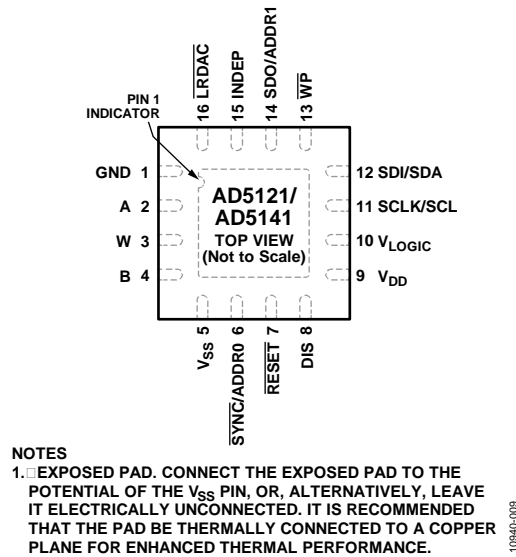 16 LRDAC
15 INDEP
14 SDO/ADDR1
13 WP
PIN 1
INDICATOR
GND 1
A 2
W 3
B 4
AD5121/
AD5141
TOP VIEW
(Not to Scale)
12 SDI/SDA
11 SCLK/SCL
10 VLOGIC
9 VDD
VSS 5
SYNC/ADDR0 6
RESET 7
DIS 8
NOTES
1. EXPOSED PAD. CONNECT THE EXPOSED PAD TO THE
POTENTIAL OF THE VSS PIN, OR, ALTERNATIVELY, LEAVE
IT ELECTRICALLY UNCONNECTED. IT IS RECOMMENDED
THAT THE PAD BE THERMALLY CONNECTED TO A COPPER
PLANE FOR ENHANCED THERMAL PERFORMANCE.
10940-009